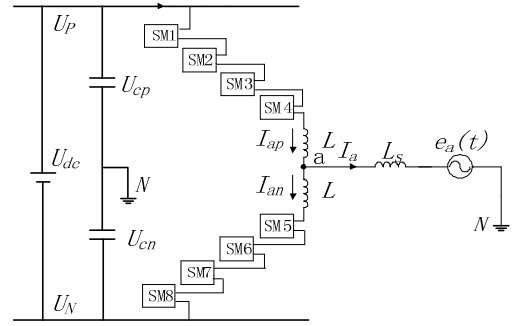 U_P
SM1
SM2
SM3
SM4
U_cp
U_dc
N
I_ap
L
a
I_a
L_s
e_a(t)
I_an
L
N
U_cn
SM5
SM6
SM7
SM8
U_N